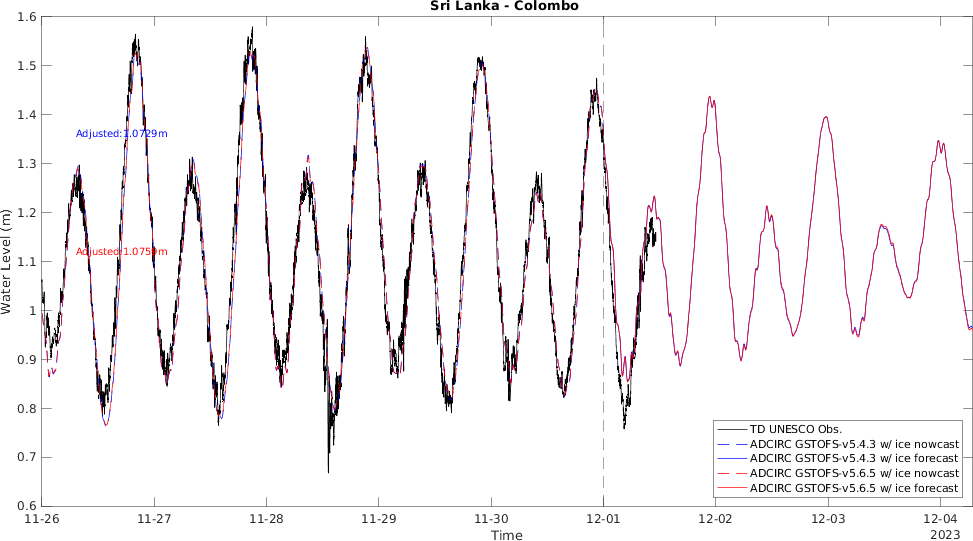 Sri Lanka - Colombo
1.6
1.5
1.4
1.3
1.2
1.1
1
0.9
0.8
0.7
0.6
Water Level (m)
Adjusted:1.0729m
Adjusted:1.0759m
TD UNESCO Obs.
ADCIRC GSTOFS-v5.4.3 w/ ice nowcast
ADCIRC GSTOFS-v5.4.3 w/ ice forecast
ADCIRC GSTOFS-v5.6.5 w/ ice nowcast
ADCIRC GSTOFS-v5.6.5 w/ ice forecast
11-26 11-27 11-28 11-29 11-30 12-01 12-02 12-03 12-04
Time
2023